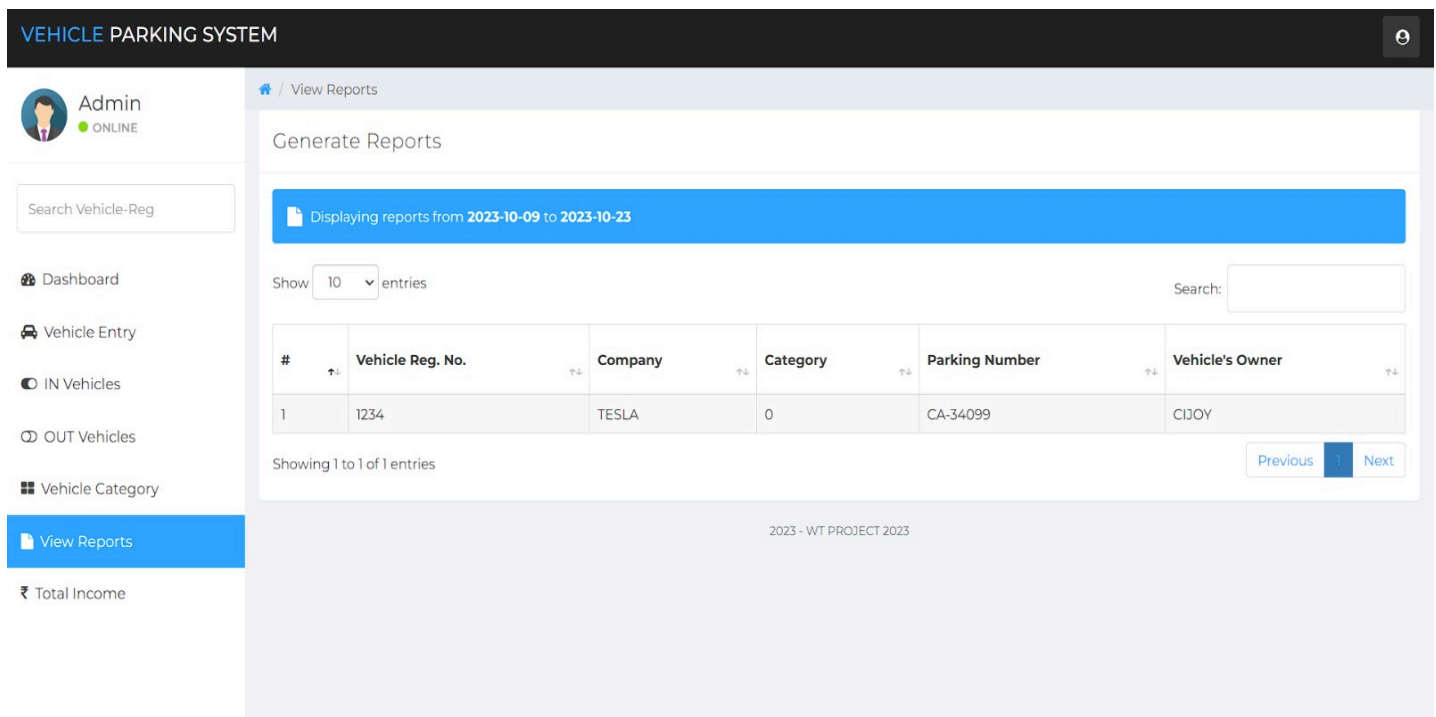 VEHICLE PARKING SYSTEM
Admin
ONLINE
Search Vehicle-Reg
Dashboard
Vehicle Entry
IN Vehicles
OUT Vehicles
Vehicle Category
View Reports
₹ Total Income
/ View Reports
Generate Reports
Displaying reports from 2023-10-09 to 2023-10-23
Show 10 entries
Search:
# Vehicle Reg. No. Company Category Parking Number Vehicle's Owner
1 1234 TESLA 0 CA-34099 CIJOY
Showing 1 to 1 of 1 entries
Previous 1 Next
2023 - WT PROJECT 2023